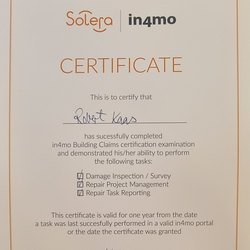 Solera | in4mo
CERTIFICATE
This is to certify that
Robert Kaas
has sucessfully completed
in4mo Building Claims certification examination
and demonstrated his/her ability to perform
the following tasks:
☑ Damage Inspection / Survey
☑ Repair Project Management
☑ Repair Task Reporting
This certificate is valid for one year from the date
a task was last succesfully performed in a valid in4mo portal
or the date the certificate was granted